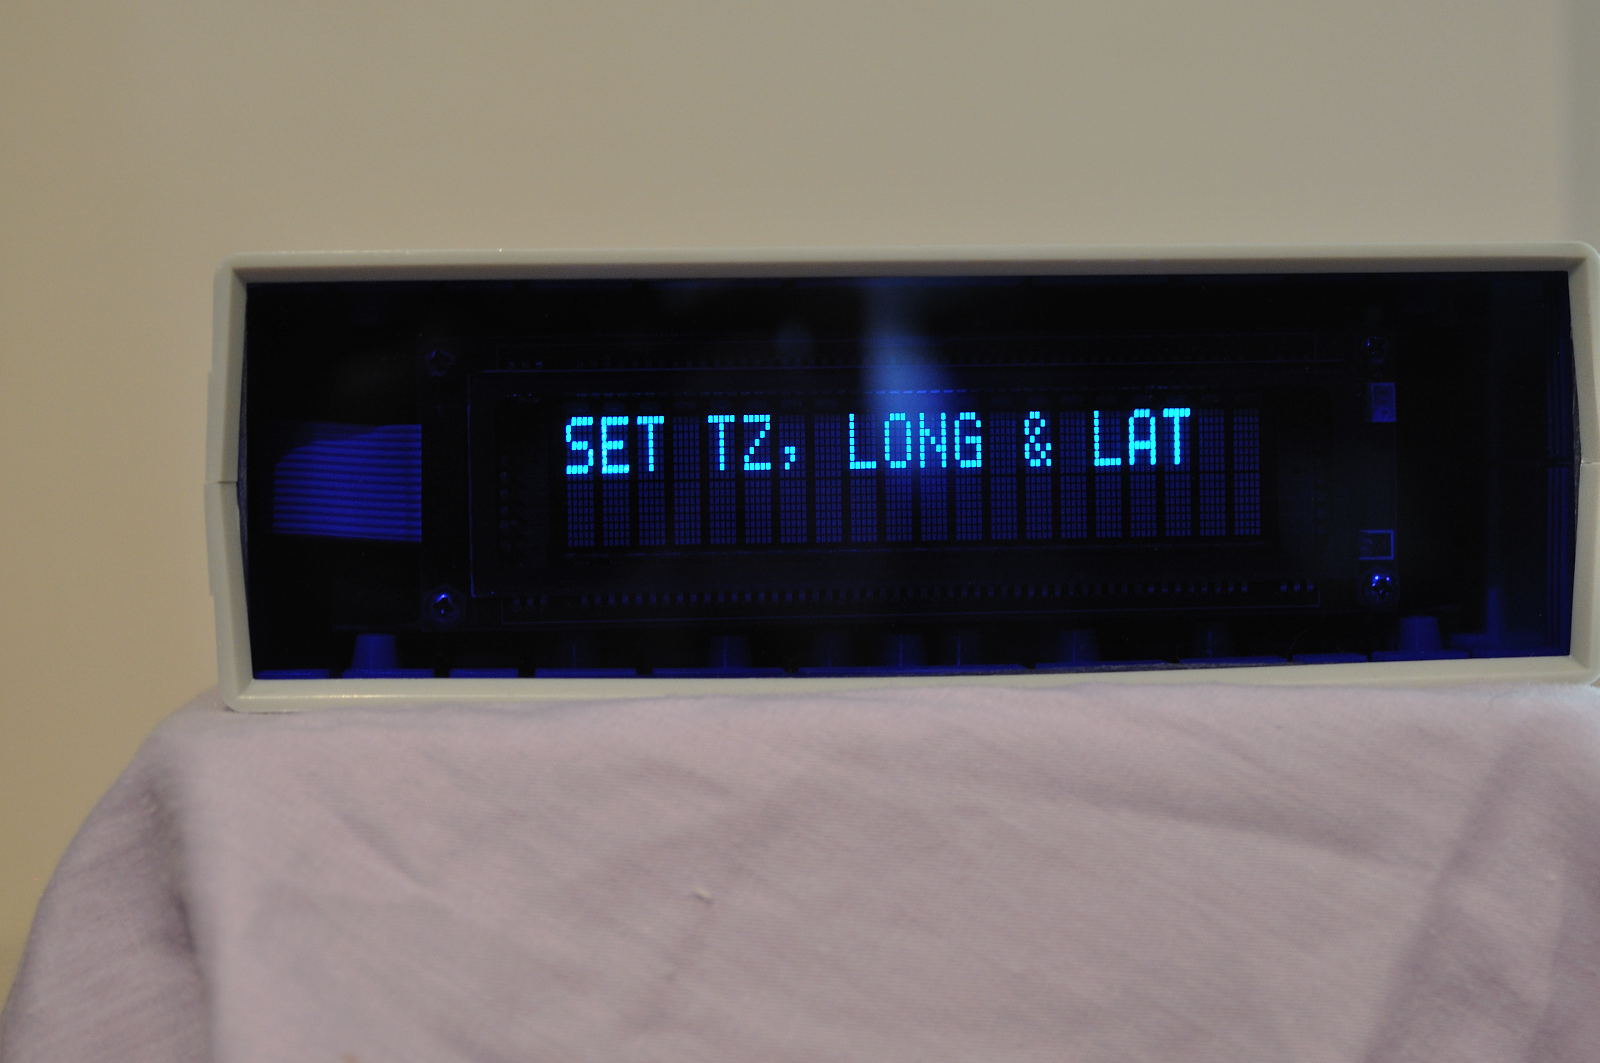 SET TZ, LONG & LAT